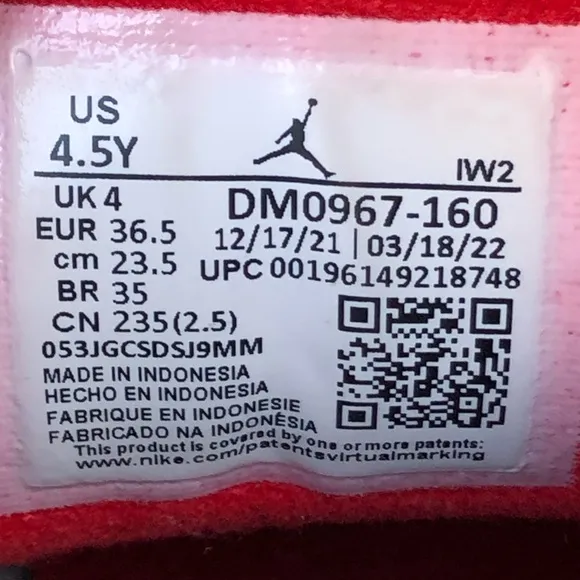 US
4.5Y
IW2
UK 4
DM0967-160
EUR 36.5
12/17/21 | 03/18/22
cm 23.5
UPC 00196149218748
BR 35
CN 235(2.5)
053JGCSDSJ9MM
MADE IN INDONESIA
HECHO EN INDONESIA
FABRIQUE EN INDONESIE
FABRICADO NA INDONÉSIA
This product is covered by one or more patents:
www.nike.com/patentsvirtualmarking